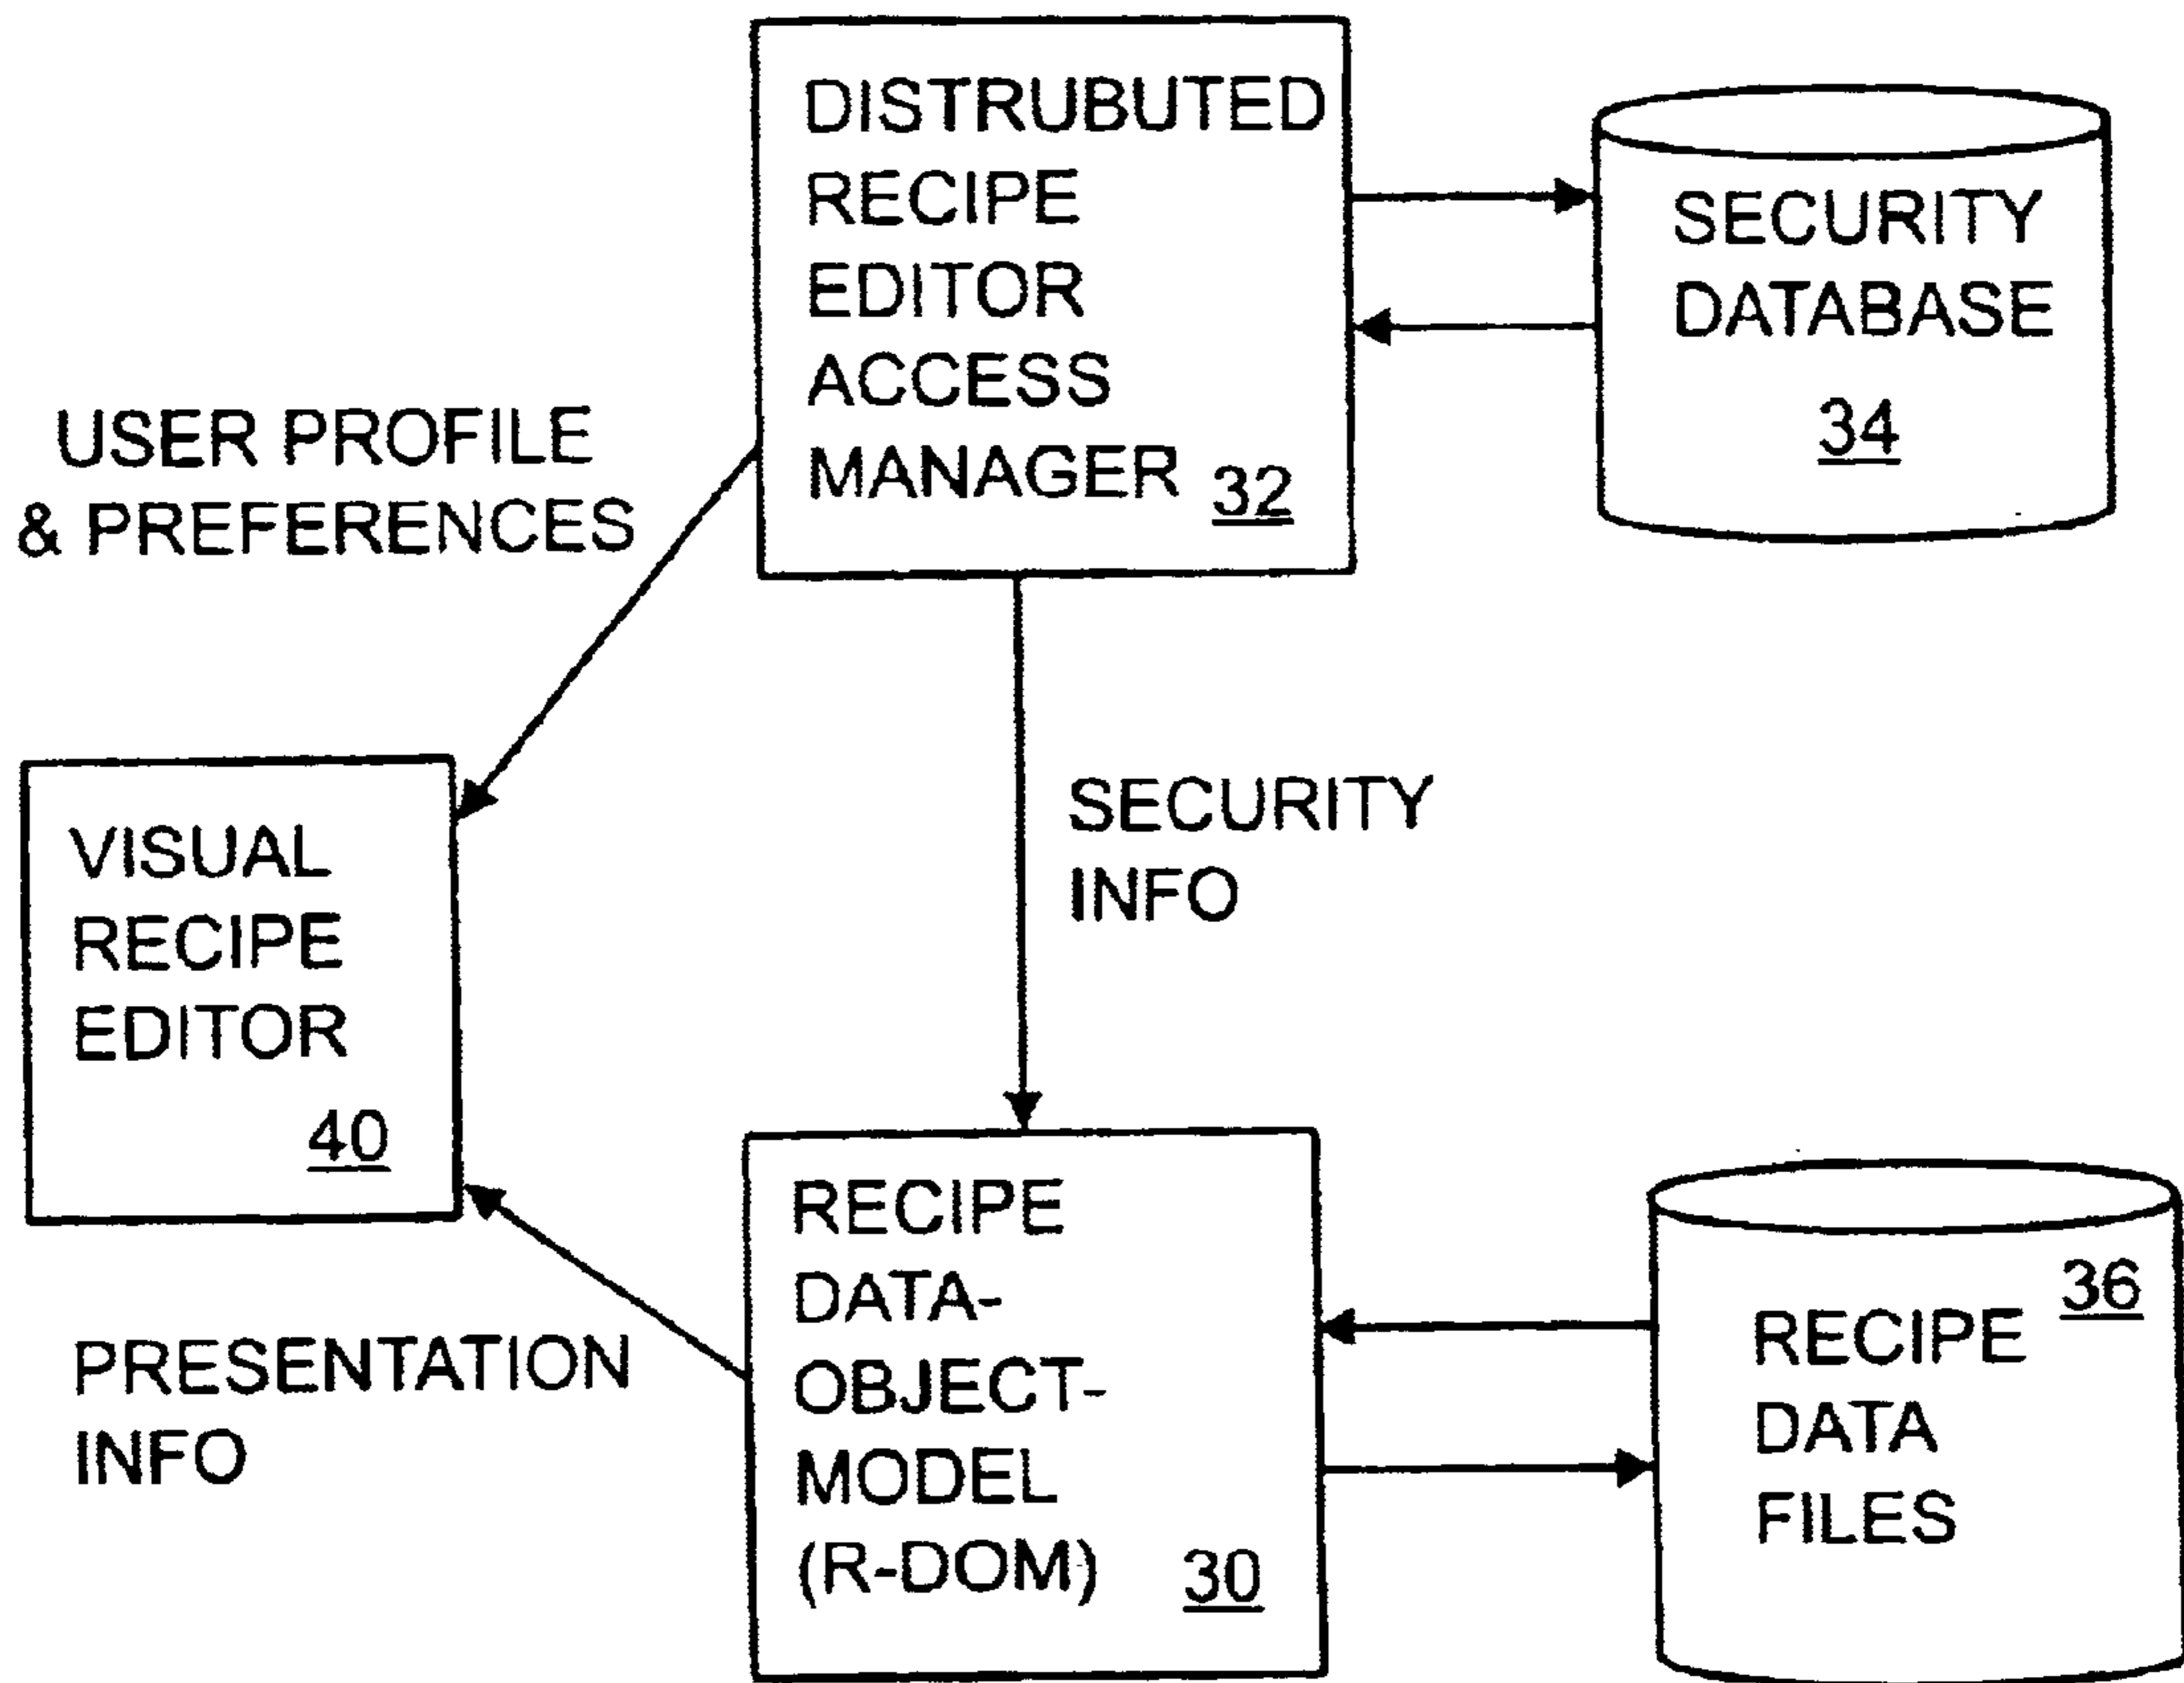 DISTRUBUTED
RECIPE
EDITOR
ACCESS
MANAGER 32
SECURITY
DATABASE
34
USER PROFILE
& PREFERENCES
VISUAL
RECIPE
EDITOR
40
SECURITY
INFO
PRESENTATION
INFO
RECIPE
DATA-
OBJECT-
MODEL
(R-DOM) 30
36
RECIPE
DATA
FILES